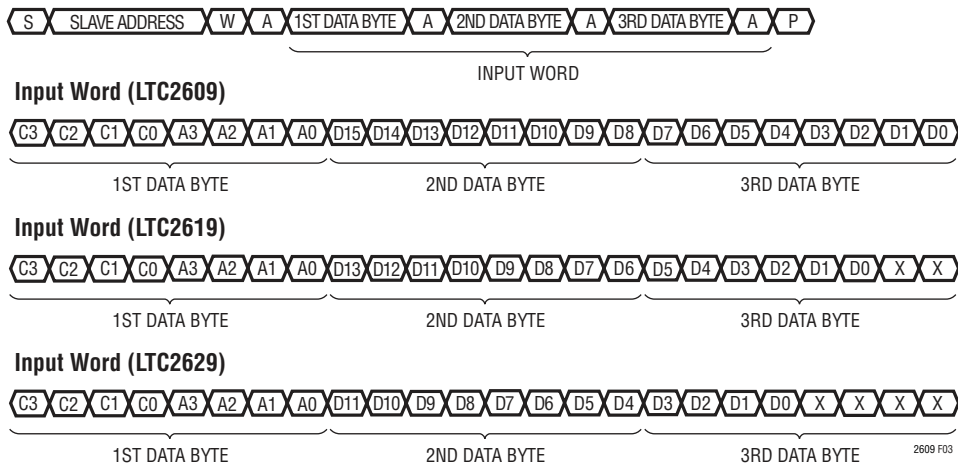 S SLAVE ADDRESS W A 1ST DATA BYTE A 2ND DATA BYTE A 3RD DATA BYTE A P
INPUT WORD
Input Word (LTC2609)
C3 C2 C1 C0 A3 A2 A1 A0 D15 D14 D13 D12 D11 D10 D9 D8 D7 D6 D5 D4 D3 D2 D1 D0
1ST DATA BYTE 2ND DATA BYTE 3RD DATA BYTE
Input Word (LTC2619)
C3 C2 C1 C0 A3 A2 A1 A0 D13 D12 D11 D10 D9 D8 D7 D6 D5 D4 D3 D2 D1 D0 X X
1ST DATA BYTE 2ND DATA BYTE 3RD DATA BYTE
Input Word (LTC2629)
C3 C2 C1 C0 A3 A2 A1 A0 D11 D10 D9 D8 D7 D6 D5 D4 D3 D2 D1 D0 X X X X
1ST DATA BYTE 2ND DATA BYTE 3RD DATA BYTE 2609 F03